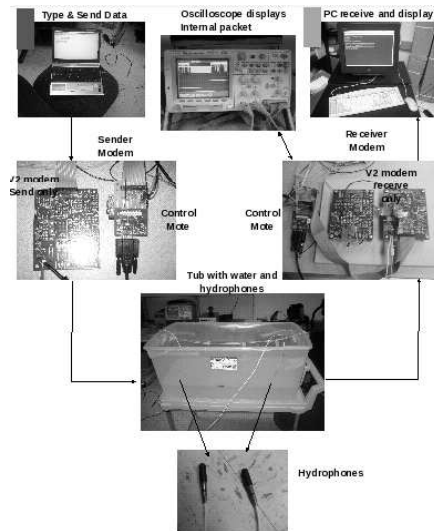 Type & Send Data
Oscilloscope displays
Internal packet
PC receive and display
Sender
Modem
Receiver
Modem
V2 modem
Send only
V2 modem
receive
only
Control
Mote
Control
Mote
Tub with water and
hydrophones
Hydrophones